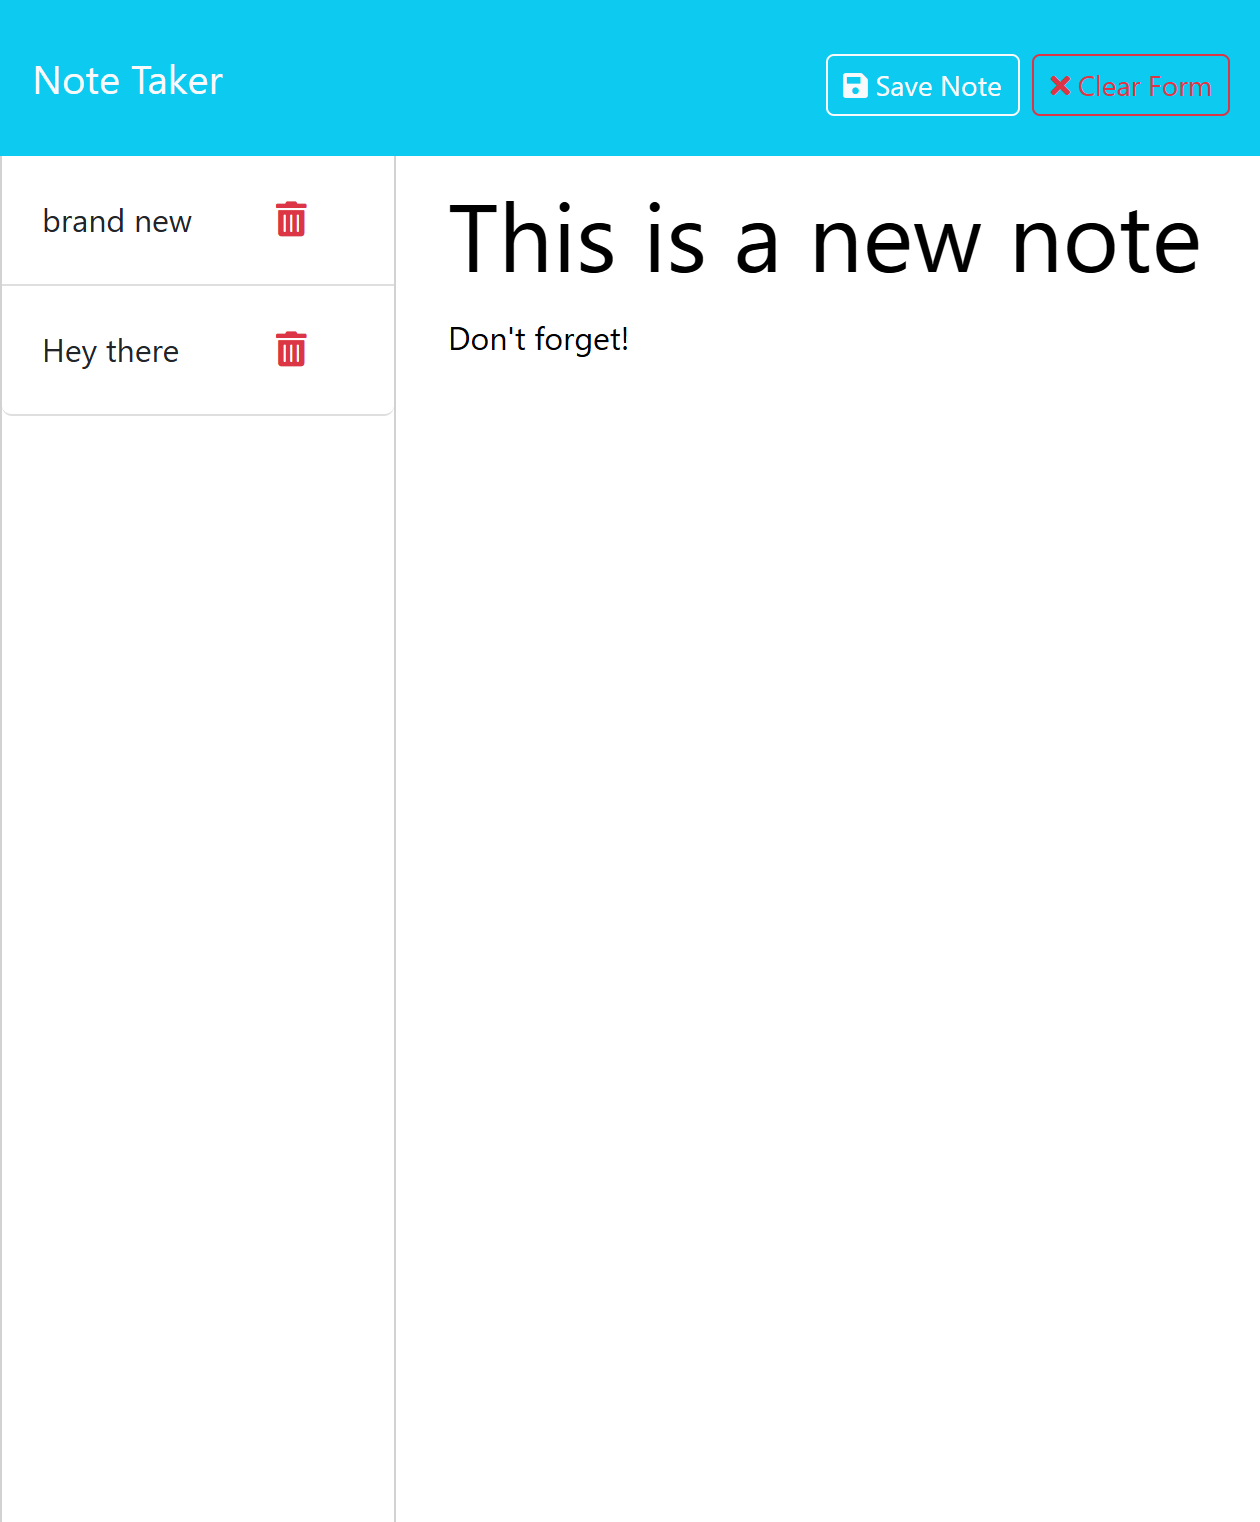 Note Taker
Save Note
Clear Form
brand new
Hey there
This is a new note
Don't forget!